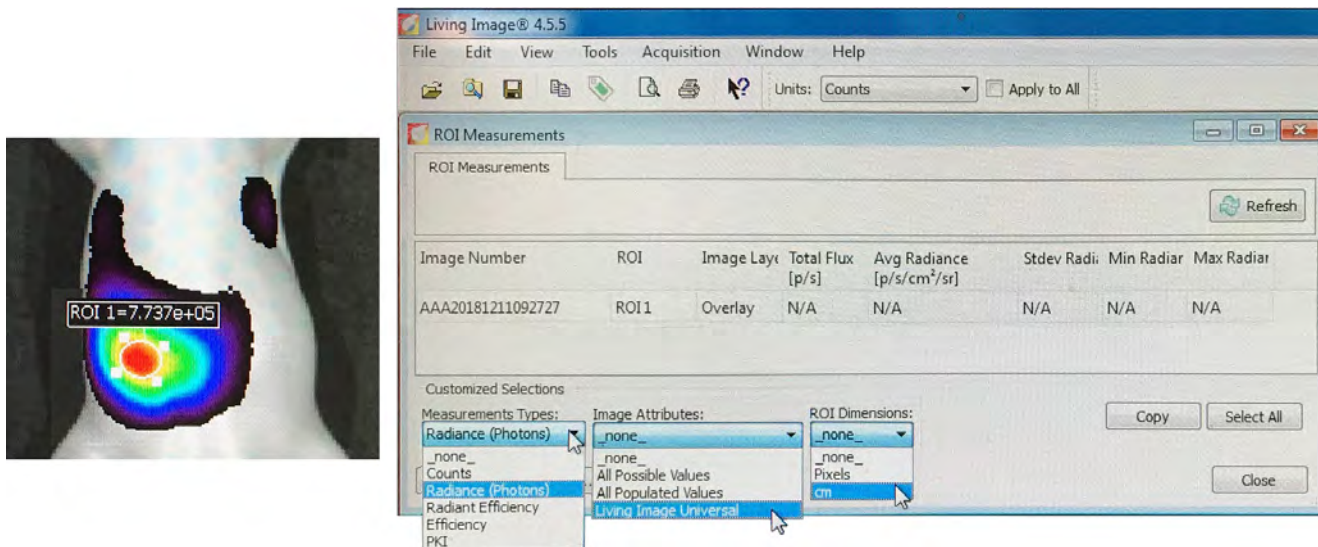 ROI 1=7.737e+05
Living Image® 4.5.5
File Edit View Tools Acquisition Window Help
Units: Counts Apply to All
ROI Measurements
ROI Measurements
Refresh
Image Number ROI Image Laye Total Flux Avg Radiance Stdev Radia Min Radiar Max Radiar
[p/s] [p/s/cm²/sr]
AAA20181211092727 ROI 1 Overlay N/A N/A N/A N/A N/A
Customized Selections
Measurements Types: Image Attributes: ROI Dimensions:
Copy Select All
Radiance (Photons) _none_ _none_
_none_ _none_ _none_
Counts All Possible Values Pixels
Radiance (Photons) All Populated Values cm
Close
Radiant Efficiency Living Image Universal
Efficiency
PKI